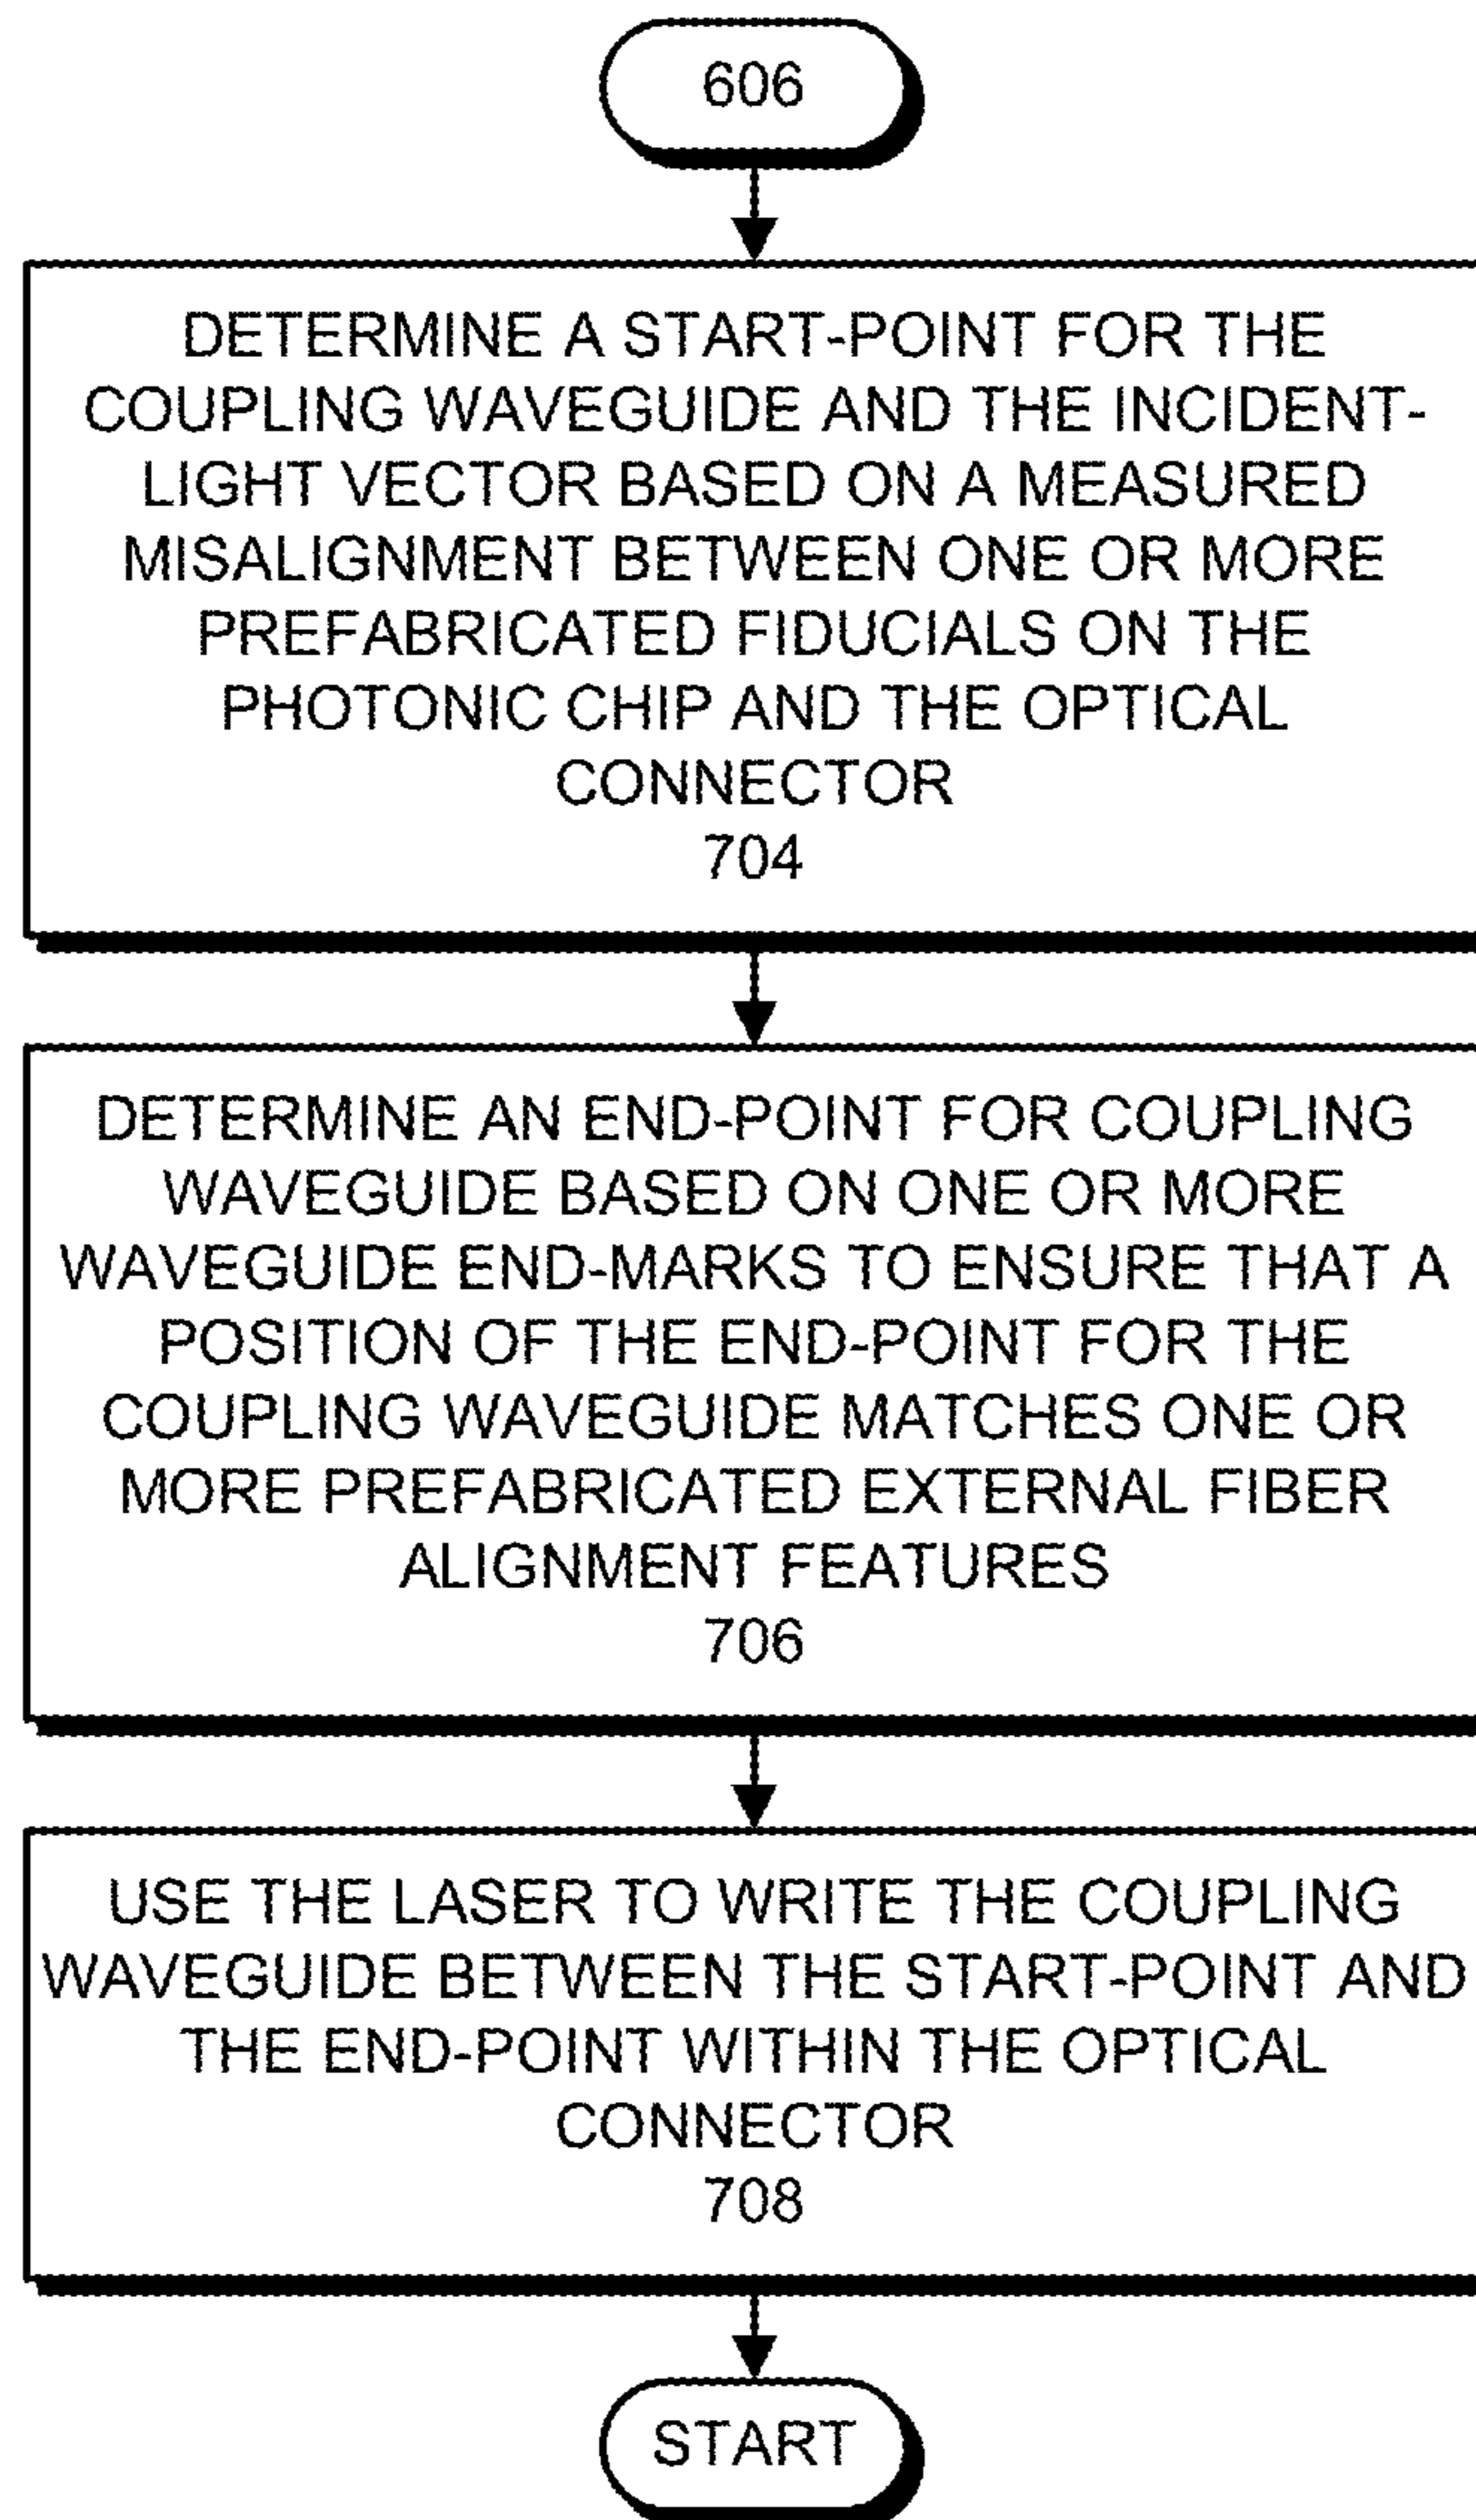 606
DETERMINE A START-POINT FOR THE
COUPLING WAVEGUIDE AND THE INCIDENT-
LIGHT VECTOR BASED ON A MEASURED
MISALIGNMENT BETWEEN ONE OR MORE
PREFABRICATED FIDUCIALS ON THE
PHOTONIC CHIP AND THE OPTICAL
CONNECTOR
704
DETERMINE AN END-POINT FOR COUPLING
WAVEGUIDE BASED ON ONE OR MORE
WAVEGUIDE END-MARKS TO ENSURE THAT A
POSITION OF THE END-POINT FOR THE
COUPLING WAVEGUIDE MATCHES ONE OR
MORE PREFABRICATED EXTERNAL FIBER
ALIGNMENT FEATURES
706
USE THE LASER TO WRITE THE COUPLING
WAVEGUIDE BETWEEN THE START-POINT AND
THE END-POINT WITHIN THE OPTICAL
CONNECTOR
708
START